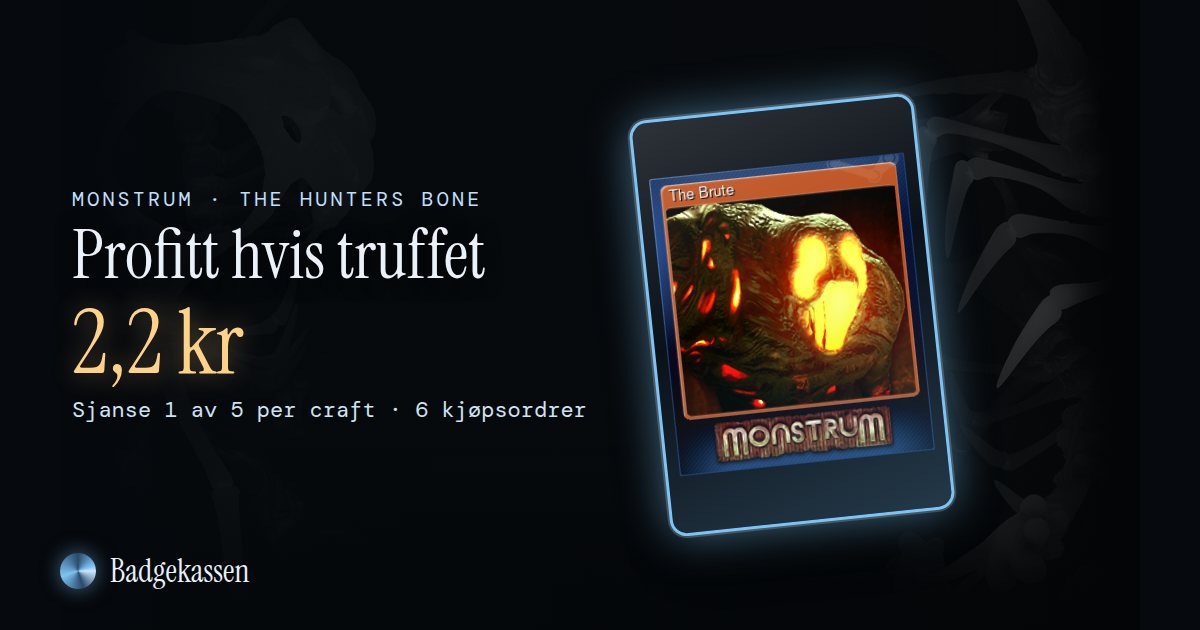 MONSTRUM · THE HUNTERS BONE
Profitt hvis truffet
2,2 kr
Sjanse 1 av 5 per craft · 6 kjøpsordrer
The Brute
MONSTRUM
Badgekassen